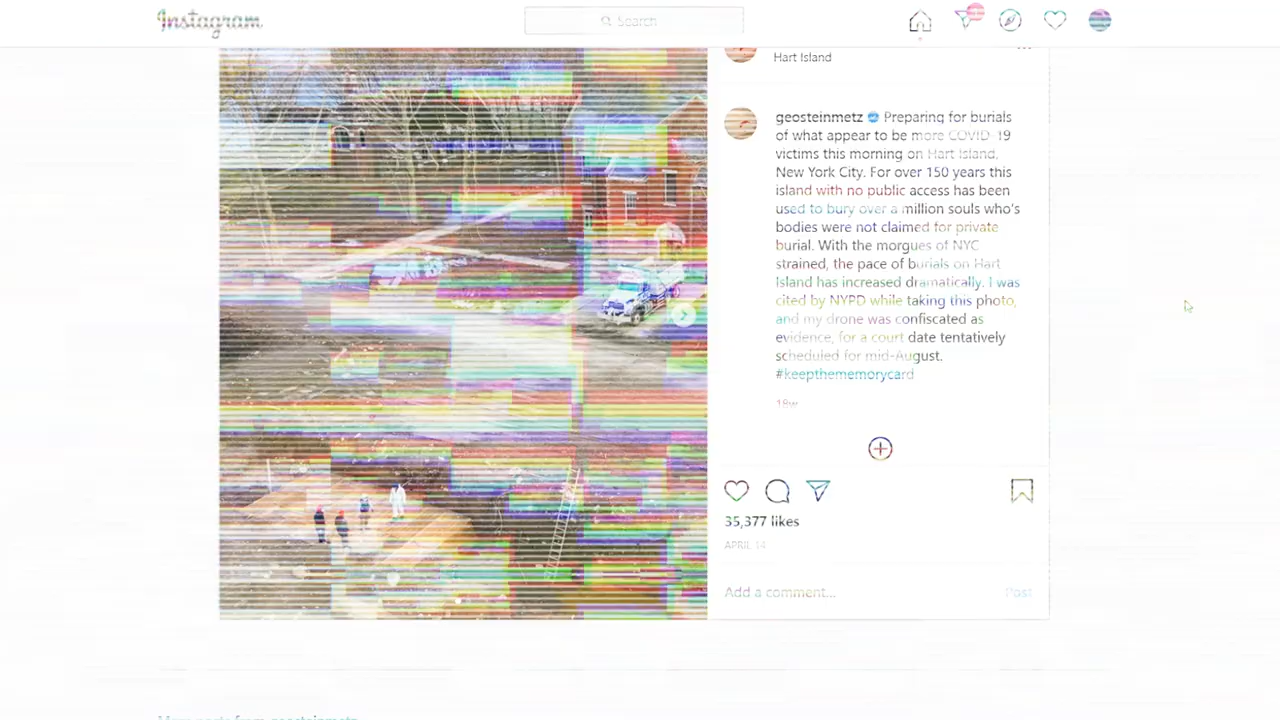 Instagram
Search
Hart Island
geosteinmetz Preparing for burials
of what appear to be more COVID-19
victims this morning on Hart Island,
New York City. For over 150 years this
island with no public access has been
used to bury over a million souls who's
bodies were not claimed for private
burial. With the morgues of NYC
strained, the pace of burials on Hart
Island has increased dramatically. I was
cited by NYPD while taking this photo,
and my drone was confiscated as
evidence, for a court date tentatively
scheduled for mid-August.
#keepthememorycard
18w
35,377 likes
APRIL 14
Add a comment...
Post
More posts from geosteinmetz